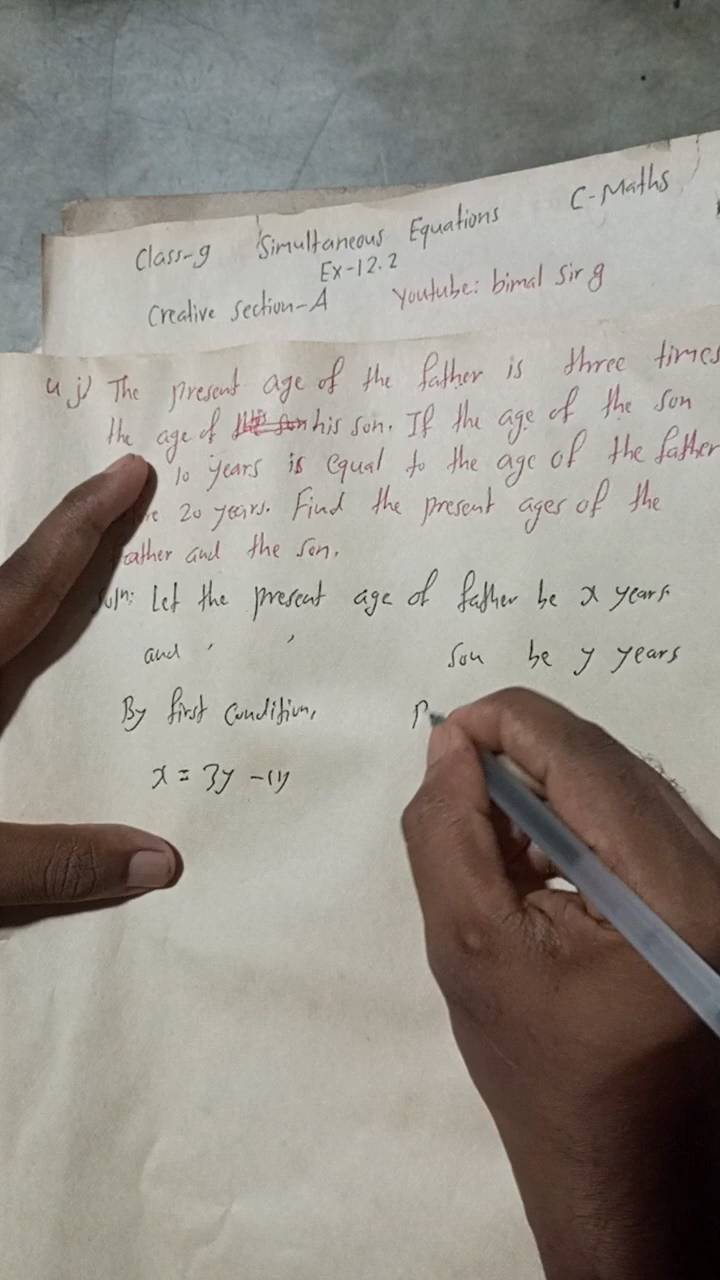 C-Maths
Class-9 Simultaneous Equations
Ex-12.2
Creative section-A Youtube: bimal Sir 9
4 j) The present age of the father is three times
the age of his son. If the age of the son
10 years is equal to the age of the father
20 years. Find the present ages of the
father and the son.
Soln: Let the present age of father be x years
and " " son be y years
By first condition,
x = 3y -(1)